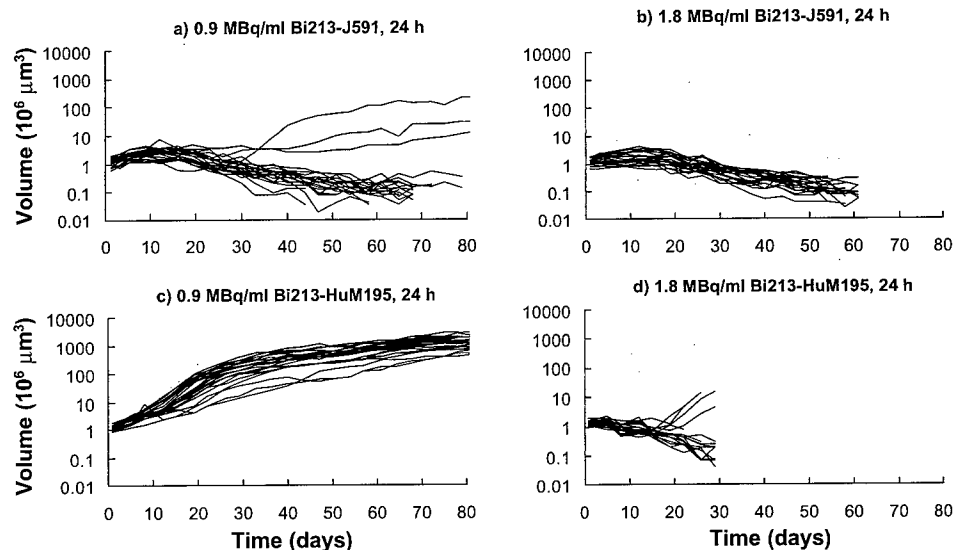 a) 0.9 MBq/ml Bi213-J591, 24 h
b) 1.8 MBq/ml Bi213-J591, 24 h
Volume (10⁶ μm³)
10000
1000
100
10
1
0.1
0.01
0 10 20 30 40 50 60 70 80
10000
1000
100
10
1
0.1
0.01
0 10 20 30 40 50 60 70 80
c) 0.9 MBq/ml Bi213-HuM195, 24 h
d) 1.8 MBq/ml Bi213-HuM195, 24 h
Volume (10⁶ μm³)
10000
1000
100
10
1
0.1
0.01
0 10 20 30 40 50 60 70 80
Time (days)
10000
1000
100
10
1
0.1
0.01
0 10 20 30 40 50 60 70 80
Time (days)